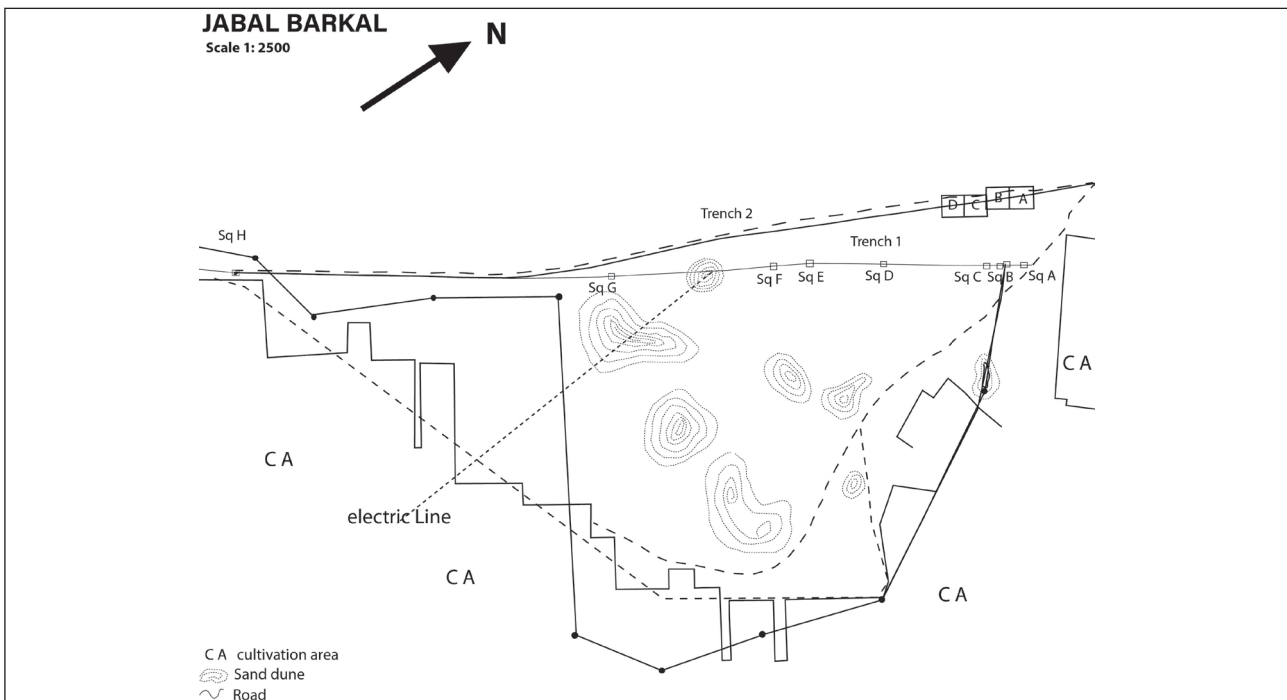 JABAL BARKAL
Scale 1: 2500
N
Sq H
Trench 2
D C B A
Trench 1
Sq G
Sq F
Sq E
Sq D
Sq C
Sq B
Sq A
C A
C A
electric Line
C A
C A
C A cultivation area
Sand dune
Road